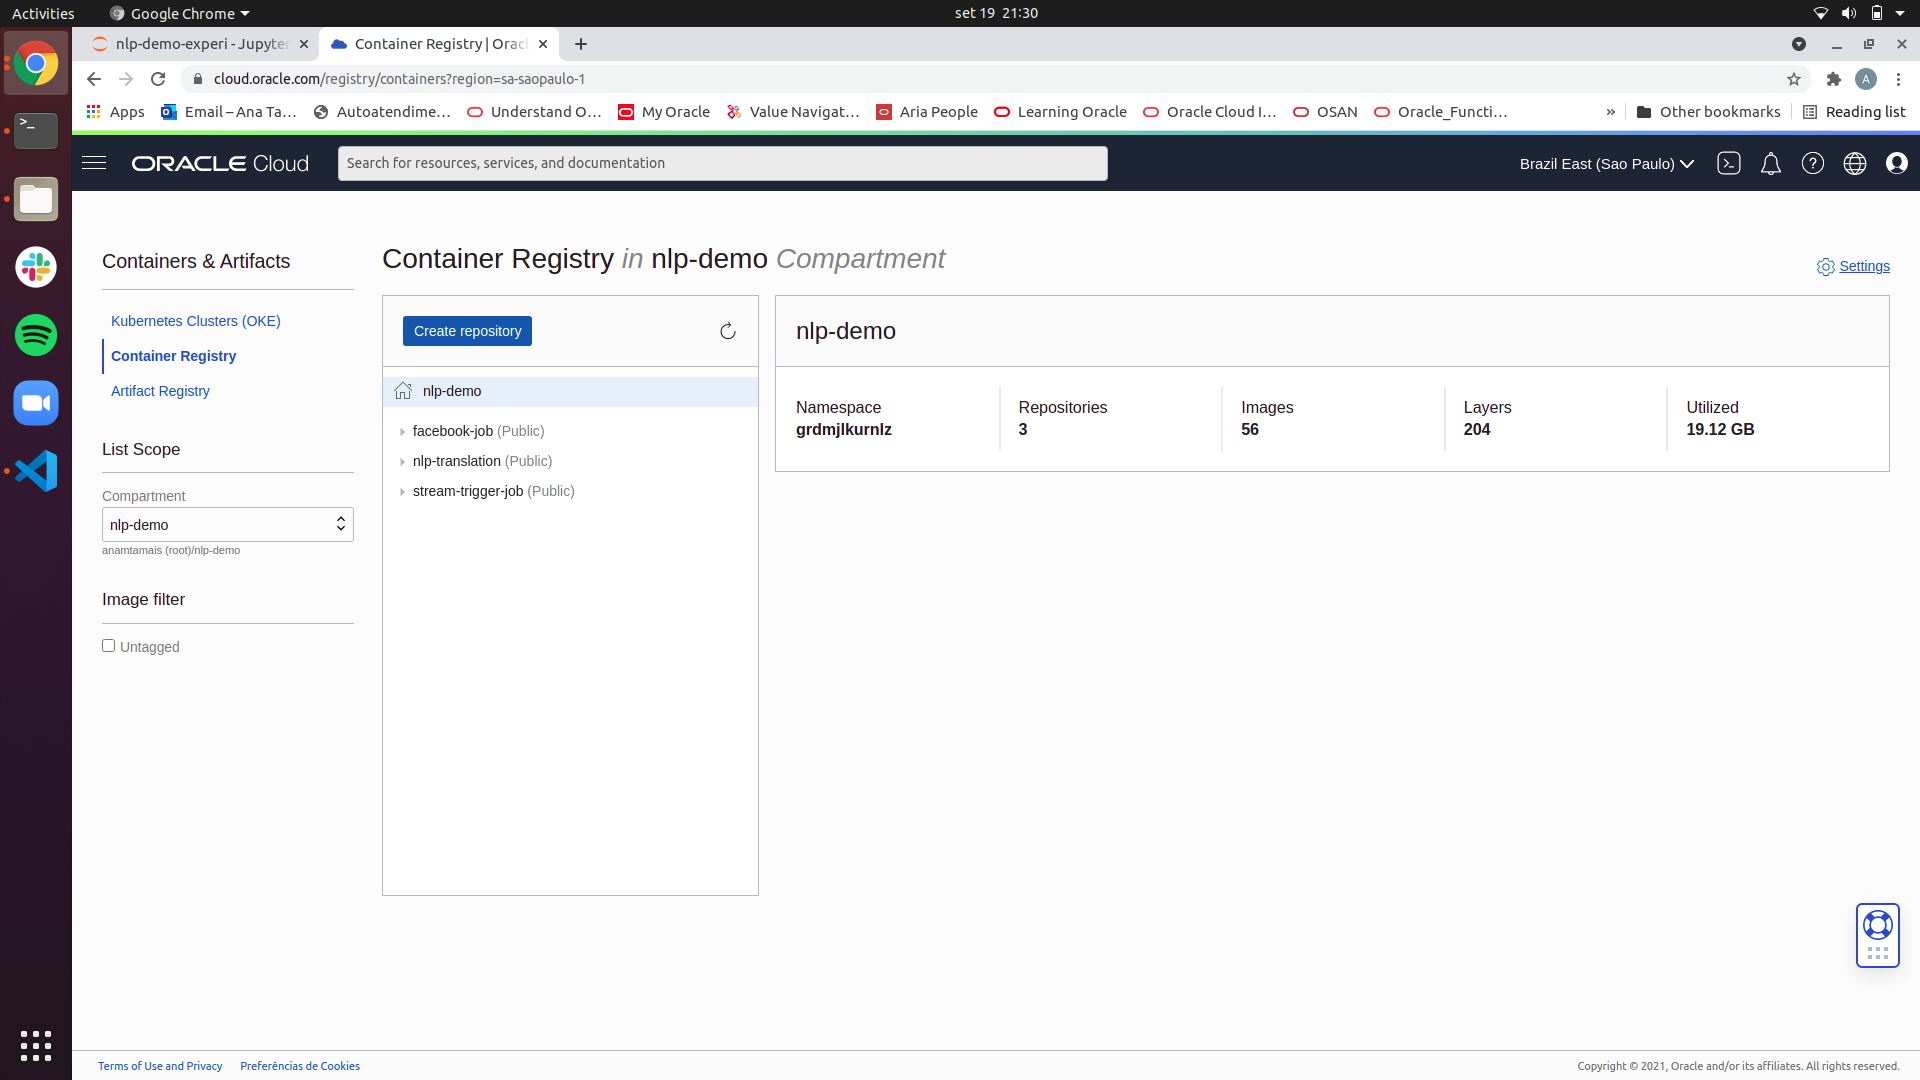 Activities
Google Chrome
set 19 21:30
nlp-demo-experi - Jupyter
Container Registry | Orac
cloud.oracle.com/registry/containers?region=sa-saopaulo-1
Apps
Email – Ana Ta…
Autoatendime…
Understand O…
My Oracle
Value Navigat…
Aria People
Learning Oracle
Oracle Cloud I…
OSAN
Oracle_Functi…
»
Other bookmarks
Reading list
A
ORACLE Cloud
Search for resources, services, and documentation
Brazil East (Sao Paulo)
Containers & Artifacts
Kubernetes Clusters (OKE)
Container Registry
Artifact Registry
List Scope
Compartment
nlp-demo
anamtamais (root)/nlp-demo
Image filter
Untagged
Container Registry in nlp-demo Compartment
Settings
Create repository
nlp-demo
facebook-job (Public)
nlp-translation (Public)
stream-trigger-job (Public)
nlp-demo
Namespace
grdmjlkurnlz
Repositories
3
Images
56
Layers
204
Utilized
19.12 GB
Terms of Use and Privacy
Preferências de Cookies
Copyright © 2021, Oracle and/or its affiliates. All rights reserved.